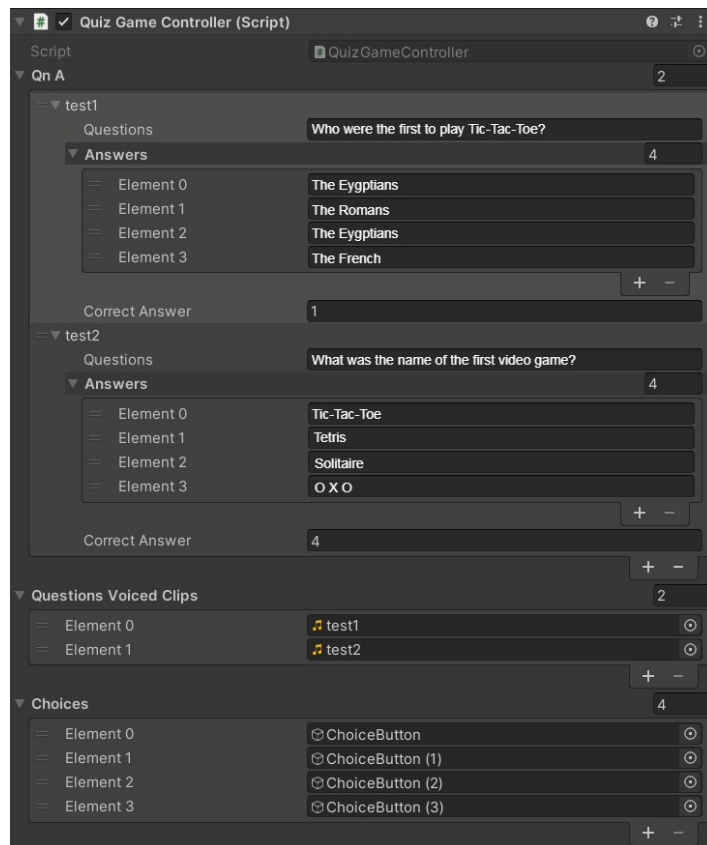 Quiz Game Controller (Script)
Script QuizGameController
Qn A 2
test1
Questions Who were the first to play Tic-Tac-Toe?
Answers 4
Element 0 The Eygptians
Element 1 The Romans
Element 2 The Eygptians
Element 3 The French
+ -
Correct Answer 1
test2
Questions What was the name of the first video game?
Answers 4
Element 0 Tic-Tac-Toe
Element 1 Tetris
Element 2 Solitaire
Element 3 O X O
+ -
Correct Answer 4
+ -
Questions Voiced Clips 2
Element 0 test1
Element 1 test2
+ -
Choices 4
Element 0 ChoiceButton
Element 1 ChoiceButton (1)
Element 2 ChoiceButton (2)
Element 3 ChoiceButton (3)
+ -